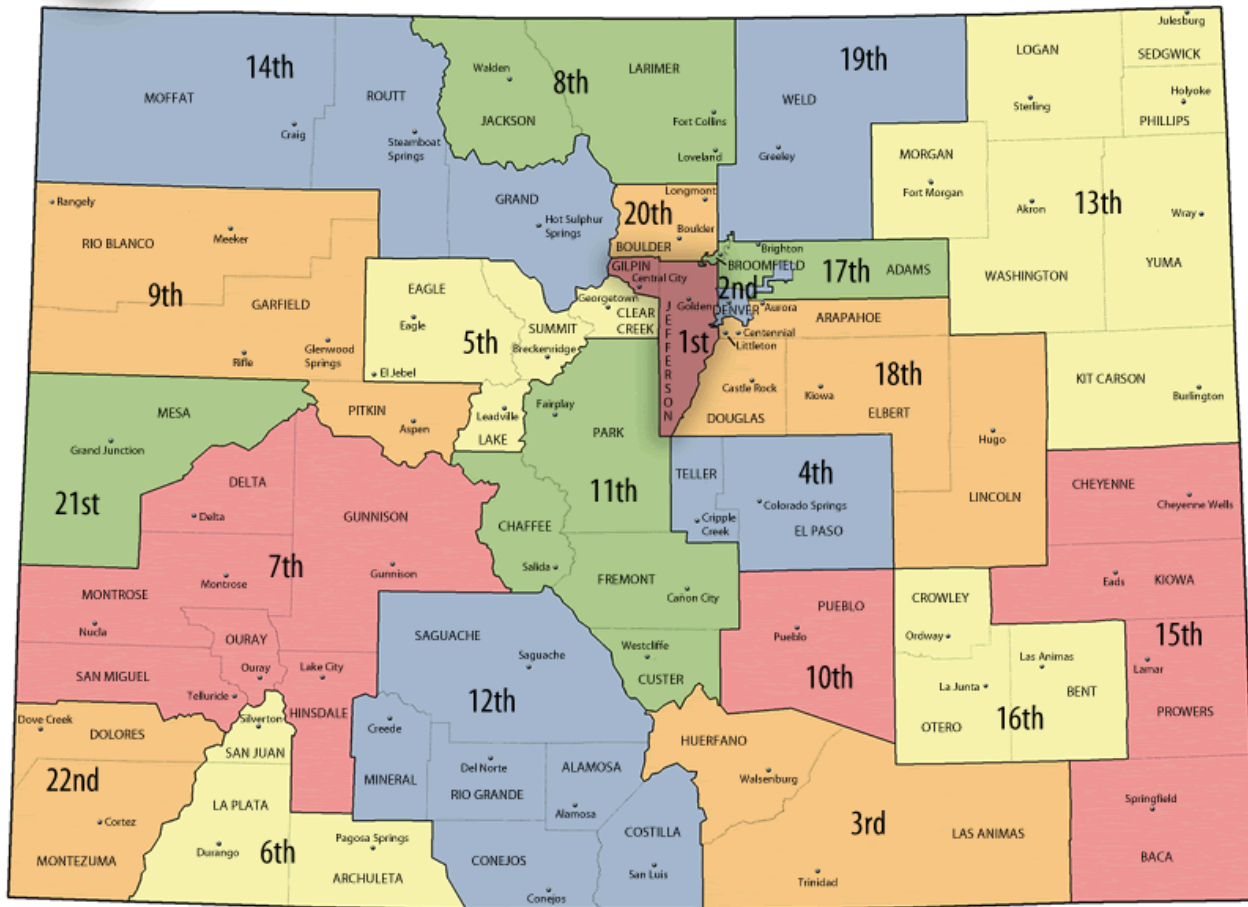 Julesburg
LOGAN
14th
19th
SEDGWICK
Walden
LARIMER
8th
MOFFAT
ROUTT
WELD
Holyoke
Sterling
PHILLIPS
JACKSON
Fort Collins
Craig
Steamboat
Springs
Loveland
Greeley
MORGAN
Fort Morgan
Rangely
GRAND
Longmont
Akron
13th
Wray
20th
Hot Sulphur
Springs
Boulder
RIO BLANCO
Meeker
BOULDER
Brighton
GILPIN
BROOMFIELD
17th
ADAMS
WASHINGTON
YUMA
Central City
9th
EAGLE
2nd
GARFIELD
Georgetown
Golden
DENVER
Aurora
CLEAR
CREEK
JEFFERSON
ARAPAHOE
Eagle
SUMMIT
5th
1st
Centennial
Littleton
Breckenridge
Rifle
Glenwood
Springs
El Jebel
18th
KIT CARSON
Castle Rock
Kiowa
Burlington
MESA
PITKIN
Leadville
Fairplay
DOUGLAS
ELBERT
Aspen
LAKE
PARK
Hugo
Grand Junction
TELLER
4th
DELTA
11th
CHEYENNE
21st
GUNNISON
Colorado Springs
LINCOLN
Cheyenne Wells
Delta
CHAFFEE
Cripple
Creek
EL PASO
7th
Salida
FREMONT
Montrose
Gunnison
Eads
KIOWA
MONTROSE
Cañon City
CROWLEY
PUEBLO
Nucla
OURAY
SAGUACHE
Pueblo
Ordway
15th
Westcliffe
Saguache
Las Animas
Lamar
SAN MIGUEL
Ouray
Lake City
CUSTER
10th
La Junta
BENT
Telluride
12th
HINSDALE
PROWERS
16th
Dove Creek
Silverton
Creede
OTERO
DOLORES
SAN JUAN
HUERFANO
Del Norte
ALAMOSA
22nd
MINERAL
Walsenburg
RIO GRANDE
LA PLATA
Springfield
Alamosa
Cortez
3rd
COSTILLA
LAS ANIMAS
Pagosa Springs
Durango
6th
MONTEZUMA
CONEJOS
BACA
San Luis
ARCHULETA
Trinidad
Conejos